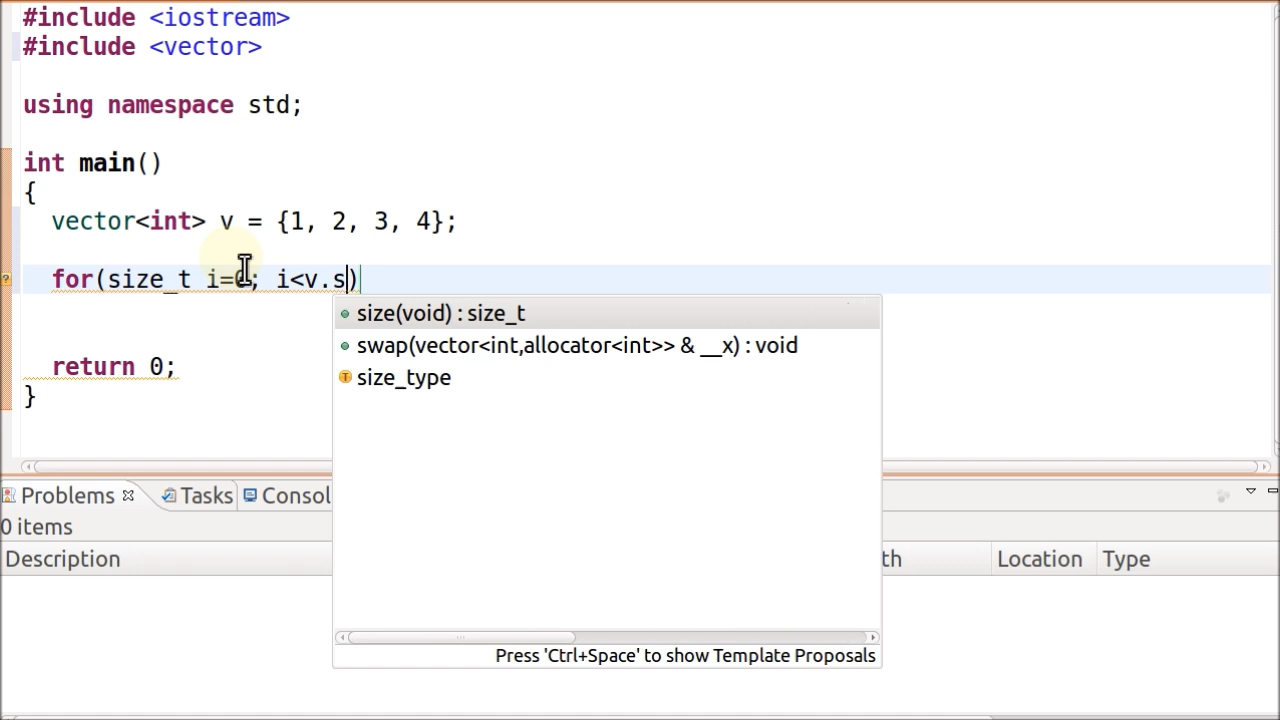 #include <iostream>
#include <vector>
using namespace std;
int main()
{
vector<int> v = {1, 2, 3, 4};
for(size_t i=0; i<v.s)
size(void) : size_t
swap(vector<int,allocator<int>> & __x) : void
size_type
return 0;
}
Press 'Ctrl+Space' to show Template Proposals
Problems Tasks Consol
0 items
Description th Location Type